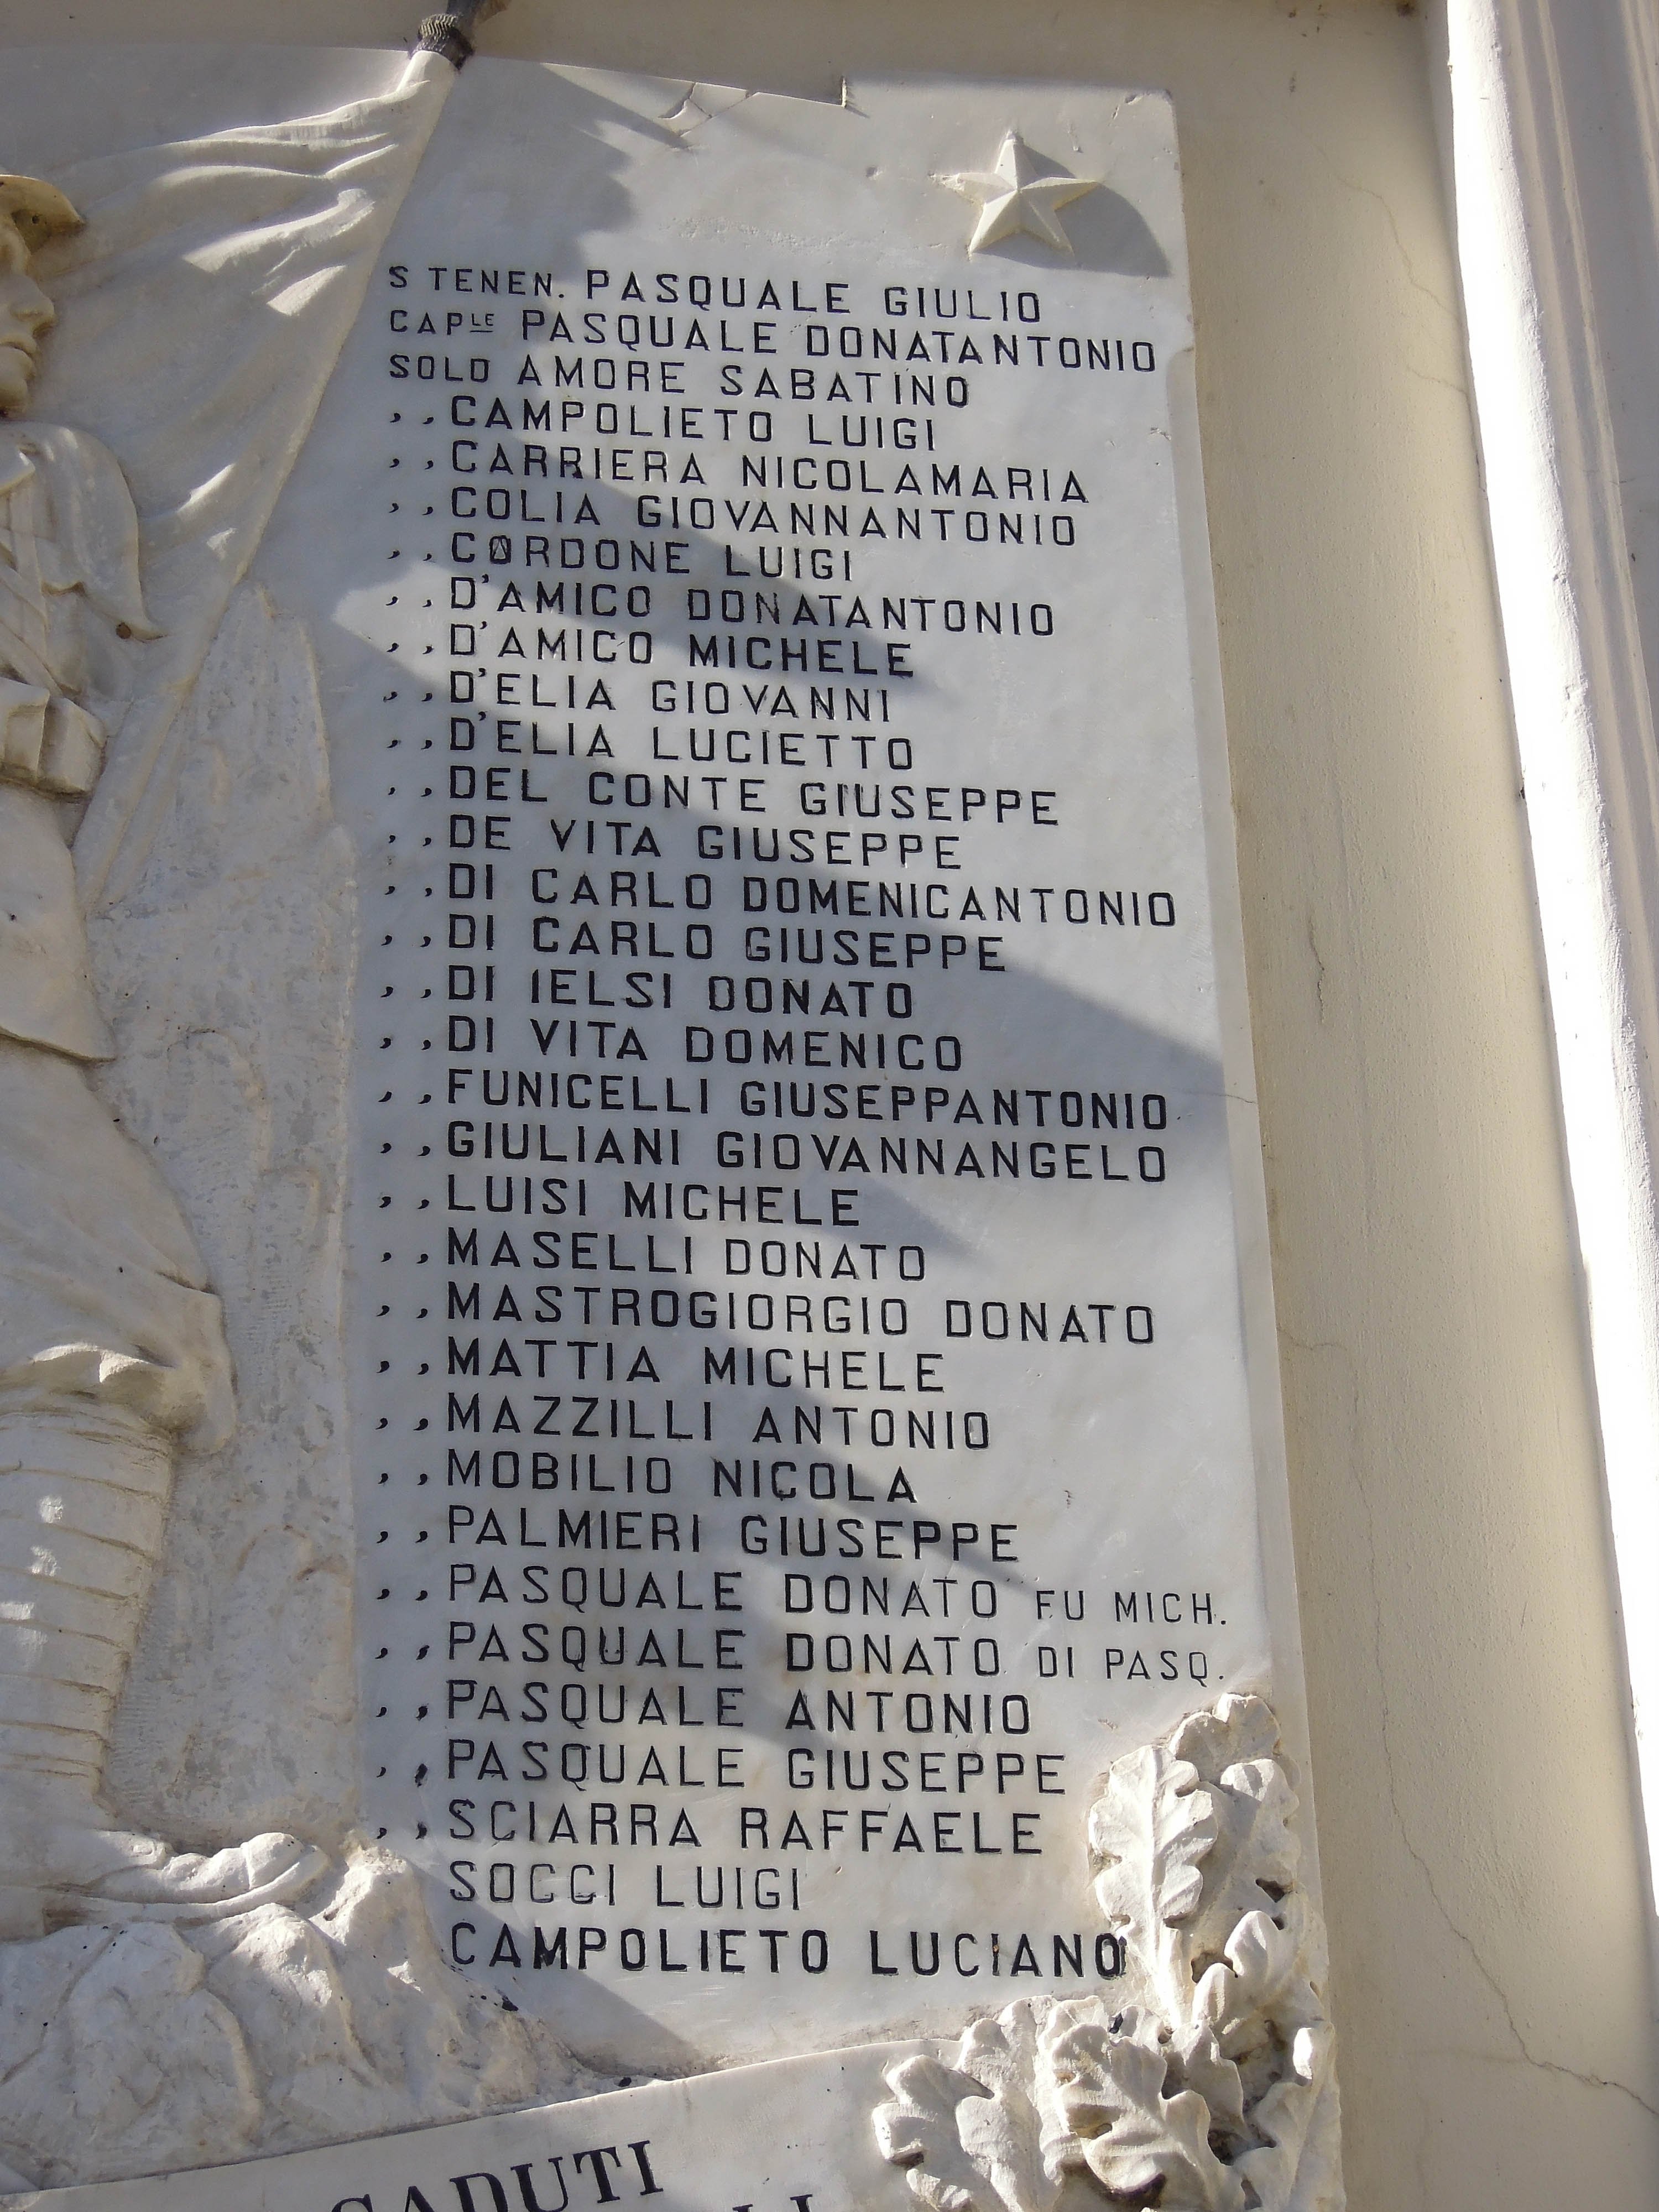 S TENEN. PASQUALE GIULIO
CAPLE PASQUALE DONATANTONIO
SOLD AMORE SABATINO
,, CAMPOLIETO LUIGI
,, CARRIERA NICOLAMARIA
,, COLIA GIOVANNANTONIO
,, CORDONE LUIGI
,, D'AMICO DONATANTONIO
,, D'AMICO MICHELE
,, D'ELIA GIOVANNI
,, D'ELIA LUCIETTO
,, DEL CONTE GIUSEPPE
,, DE VITA GIUSEPPE
,, DI CARLO DOMENICANTONIO
,, DI CARLO GIUSEPPE
,, DI IELSI DONATO
,, DI VITA DOMENICO
,, FUNICELLI GIUSEPPANTONIO
,, GIULIANI GIOVANNANGELO
,, LUISI MICHELE
,, MASELLI DONATO
,, MASTROGIORGIO DONATO
,, MATTIA MICHELE
,, MAZZILLI ANTONIO
,, MOBILIO NICOLA
,, PALMIERI GIUSEPPE
,, PASQUALE DONATO FU MICH.
,, PASQUALE DONATO DI PASQ.
,, PASQUALE ANTONIO
,, PASQUALE GIUSEPPE
,, SCIARRA RAFFAELE
SOCCI LUIGI
CAMPOLIETO LUCIANO
CADUTI